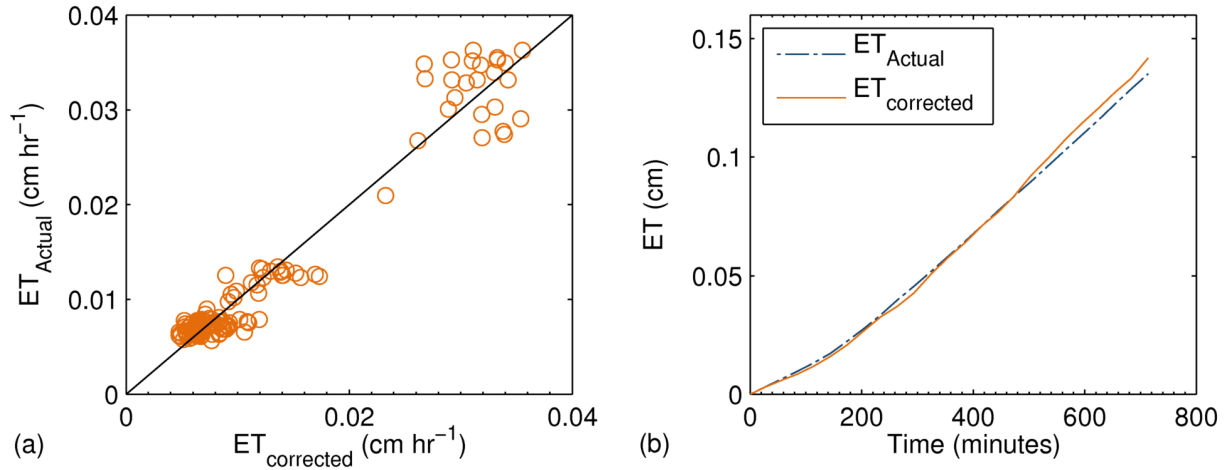 0.04
0.03
0.02
0.01
0
ET_Actual (cm hr⁻¹)
0
0.02
0.04
(a)
ET_corrected (cm hr⁻¹)
0.15
0.1
0.05
0
ET (cm)
ET_Actual
ET_corrected
0
200
400
600
800
(b)
Time (minutes)